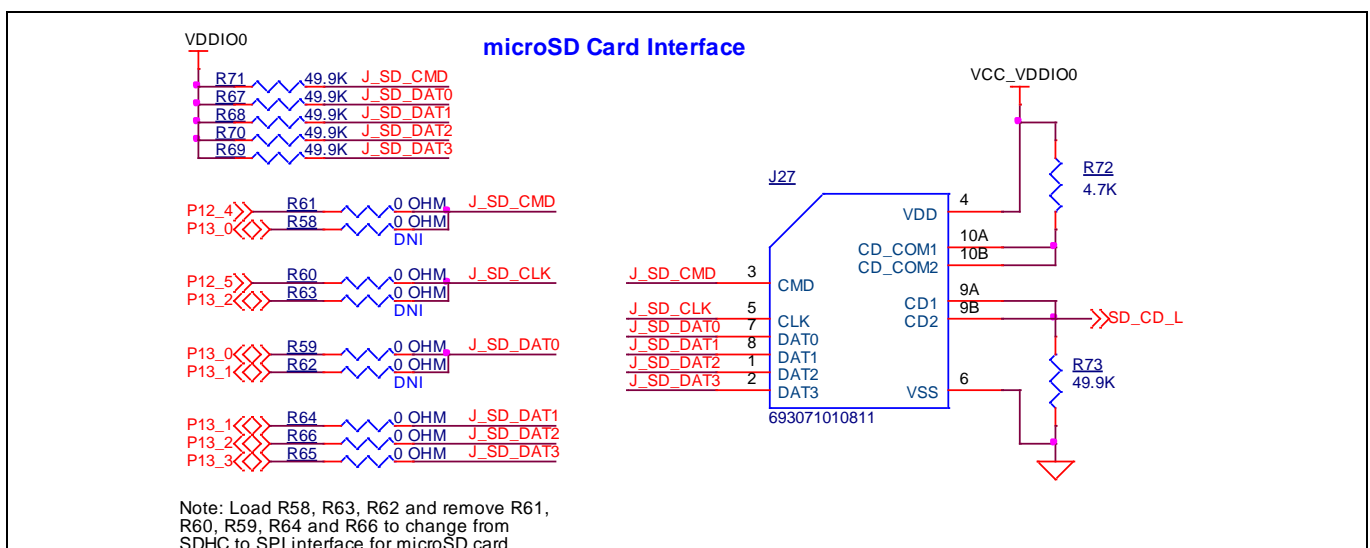 microSD Card Interface
VDDIO0
R71 49.9K J_SD_CMD
R67 49.9K J_SD_DAT0
R68 49.9K J_SD_DAT1
R70 49.9K J_SD_DAT2
R69 49.9K J_SD_DAT3
P12_4 R61 0 OHM J_SD_CMD
P13_0 R58 0 OHM
DNI
P12_5 R60 0 OHM J_SD_CLK
P13_2 R63 0 OHM
DNI
P13_0 R59 0 OHM J_SD_DAT0
P13_1 R62 0 OHM
DNI
P13_1 R64 0 OHM J_SD_DAT1
P13_2 R66 0 OHM J_SD_DAT2
P13_3 R65 0 OHM J_SD_DAT3
Note: Load R58, R63, R62 and remove R61,
R60, R59, R64 and R66 to change from
SDHC to SPI interface for microSD card
VCC_VDDIO0
R72
4.7K
J27
J_SD_CMD 3 CMD
J_SD_CLK 5 CLK
J_SD_DAT0 7 DAT0
J_SD_DAT1 8 DAT1
J_SD_DAT2 1 DAT2
J_SD_DAT3 2 DAT3
VDD 4
CD_COM1 10A
CD_COM2 10B
CD1 9A
CD2 9B
SD_CD_L
VSS 6
R73
49.9K
693071010811